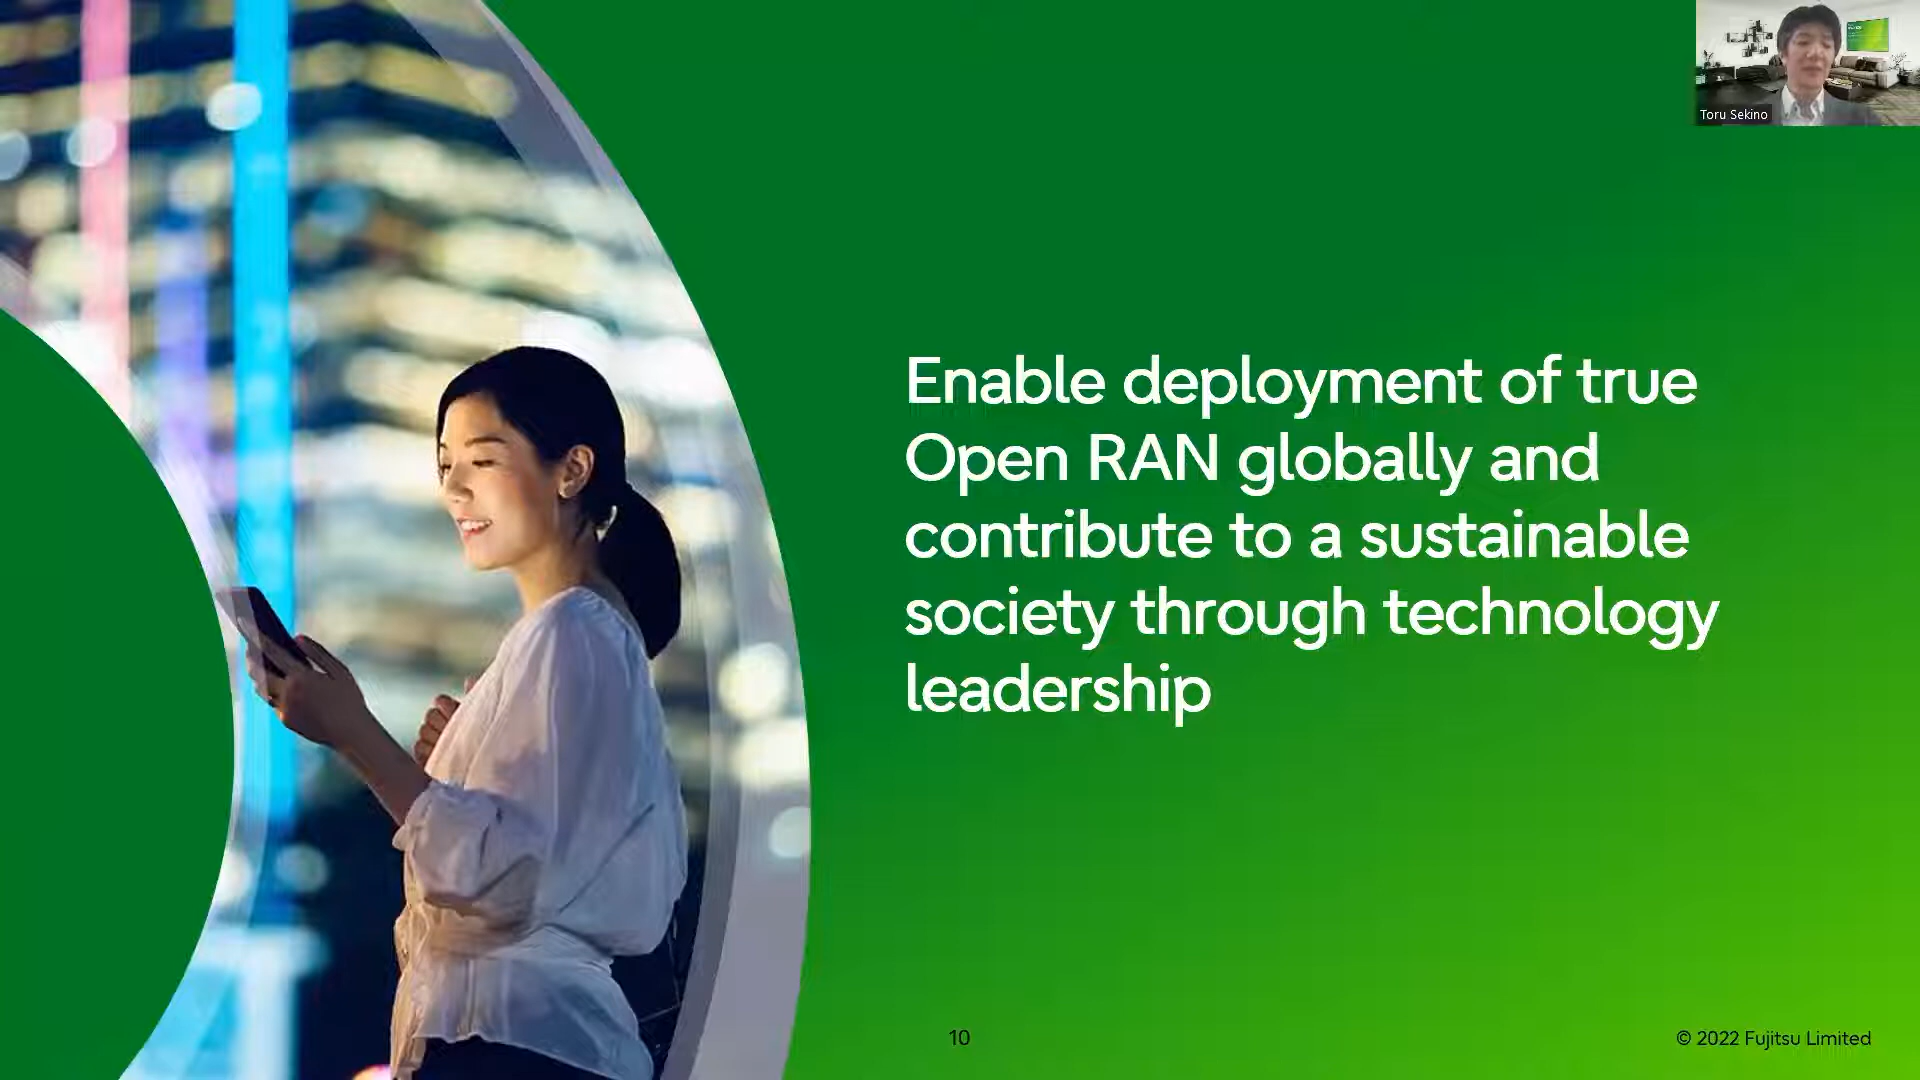 Toru Sekino
Enable deployment of true
Open RAN globally and
contribute to a sustainable
society through technology
leadership
10
© 2022 Fujitsu Limited